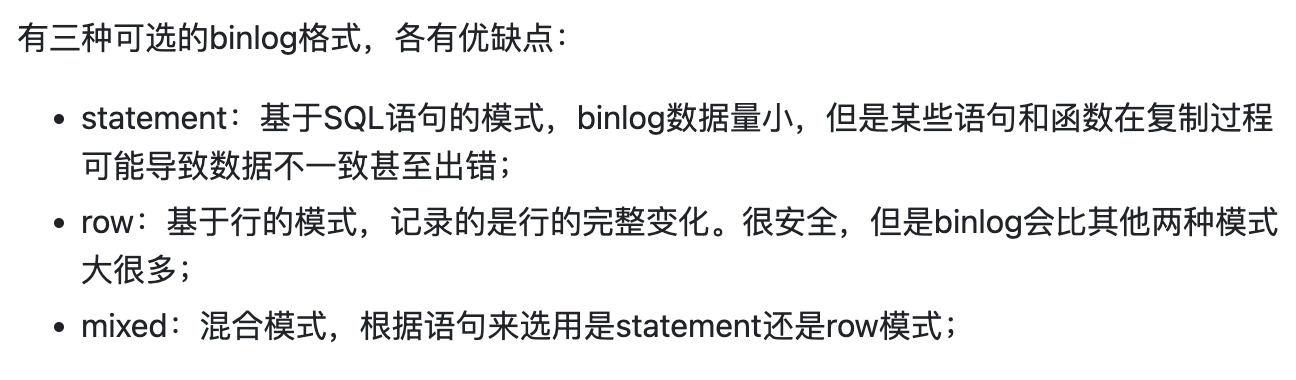 有三种可选的binlog格式，各有优缺点：
• statement：基于SQL语句的模式，binlog数据量小，但是某些语句和函数在复制过程
可能导致数据不一致甚至出错；
• row：基于行的模式，记录的是行的完整变化。很安全，但是binlog会比其他两种模式
大很多；
• mixed：混合模式，根据语句来选用是statement还是row模式；